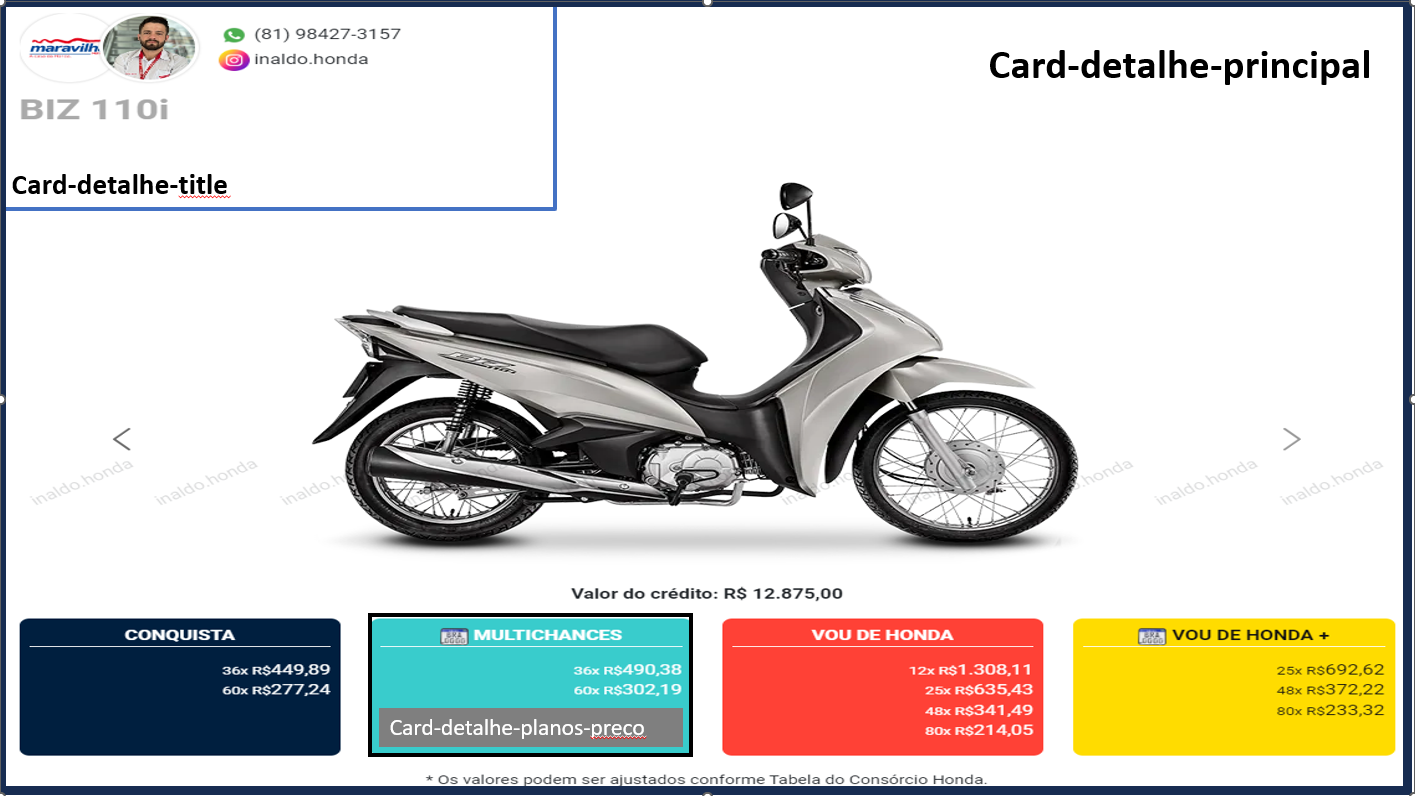 maravilh
(81) 98427-3157
inaldo.honda
BIZ 110i
Card-detalhe-principal
Card-detalhe-title
inaldo.honda inaldo.honda inaldo.honda inaldo.honda inaldo.honda inaldo.honda
Valor do crédito: R$ 12.875,00
CONQUISTA
36x R$449,89
60x R$277,24
MULTICHANCES
36x R$490,38
60x R$302,19
Card-detalhe-planos-preco
VOU DE HONDA
12x R$1.308,11
25x R$635,43
48x R$341,49
80x R$214,05
VOU DE HONDA +
25x R$692,62
48x R$372,22
80x R$233,32
* Os valores podem ser ajustados conforme Tabela do Consórcio Honda.